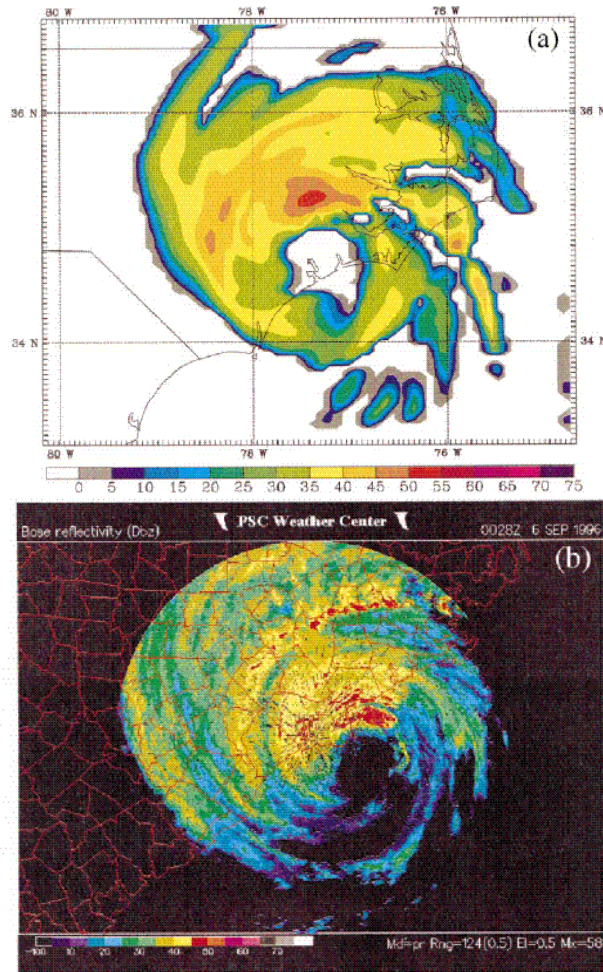 78 76
(a)
36 N 36
34 N 34 N
80 W 78 76
0 5 10 15 20 25 30 35 40 45 50 55 60 65 70 75
PSC Weather Center
Base reflectivity (Dbz) 0028Z 6 SEP 1996
(b)
-100 10 20 30 40 50 60 70 Md=pr Rng=124(0.5) El=0.5 Mx=58